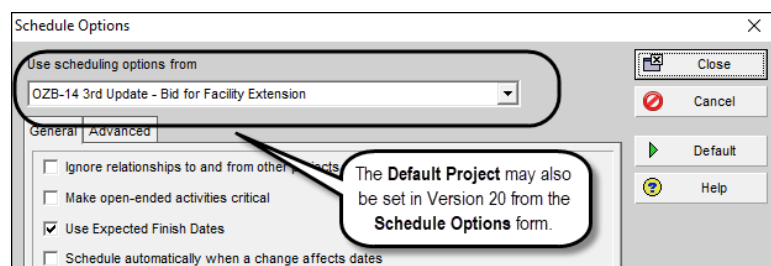 Schedule Options
Use scheduling options from
Close
OZB-14 3rd Update - Bid for Facility Extension
Cancel
General Advanced
Default
Ignore relationships to and from other projects
The Default Project may also
be set in Version 20 from the
Schedule Options form.
Make open-ended activities critical
Help
Use Expected Finish Dates
Schedule automatically when a change affects dates